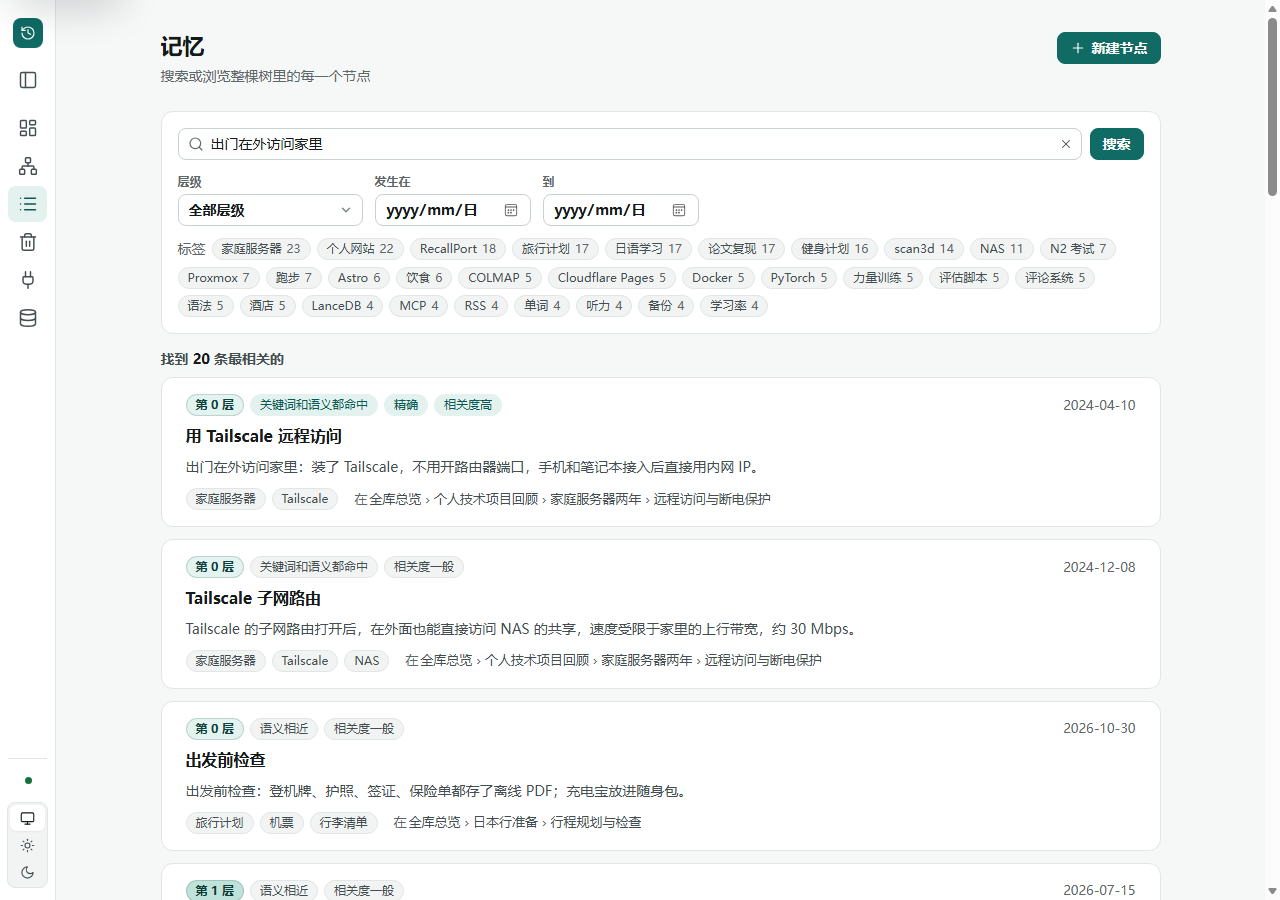 记忆
新建节点
搜索或浏览整棵树里的每一个节点
出门在外访问家里
搜索
层级 发生在 到
全部层级 yyyy/mm/日 yyyy/mm/日
标签 家庭服务器 23 个人网站 22 RecallPort 18 旅行计划 17 日语学习 17 论文复现 17 健身计划 16 scan3d 14 NAS 11 N2 考试 7
Proxmox 7 跑步 7 Astro 6 饮食 6 COLMAP 5 Cloudflare Pages 5 Docker 5 PyTorch 5 力量训练 5 评估脚本 5 评论系统 5
语法 5 酒店 5 LanceDB 4 MCP 4 RSS 4 单词 4 听力 4 备份 4 学习率 4
找到 20 条最相关的
第 0 层 关键词和语义都命中 精确 相关度高 2024-04-10
用 Tailscale 远程访问
出门在外访问家里：装了 Tailscale，不用开路由器端口，手机和笔记本接入后直接用内网 IP。
家庭服务器 Tailscale 在 全库总览 › 个人技术项目回顾 › 家庭服务器两年 › 远程访问与断电保护
第 0 层 关键词和语义都命中 相关度一般 2024-12-08
Tailscale 子网路由
Tailscale 的子网路由打开后，在外面也能直接访问 NAS 的共享，速度受限于家里的上行带宽，约 30 Mbps。
家庭服务器 Tailscale NAS 在 全库总览 › 个人技术项目回顾 › 家庭服务器两年 › 远程访问与断电保护
第 0 层 语义相近 相关度一般 2026-10-30
出发前检查
出发前检查：登机牌、护照、签证、保险单都存了离线 PDF；充电宝放进随身包。
旅行计划 机票 行李清单 在 全库总览 › 日本行准备 › 行程规划与检查
第 1 层 语义相近 相关度一般 2026-07-15